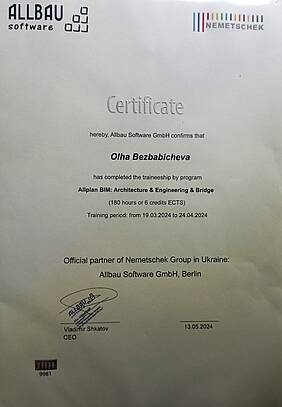 ALLBAU
software
NEMETSCHEK
Certificate
hereby, Allbau Software GmbH confirms that
Olha Bezbabicheva
has completed the traineeship by program
Allplan BIM: Architecture & Engineering & Bridge
(180 hours or 6 credits ECTS)
Training period: from 19.03.2024 to 24.04.2024
Official partner of Nemetschek Group in Ukraine:
Allbau Software GmbH, Berlin
ALLBAU
Vladimir Shkatov
13.05.2024
CEO
9981